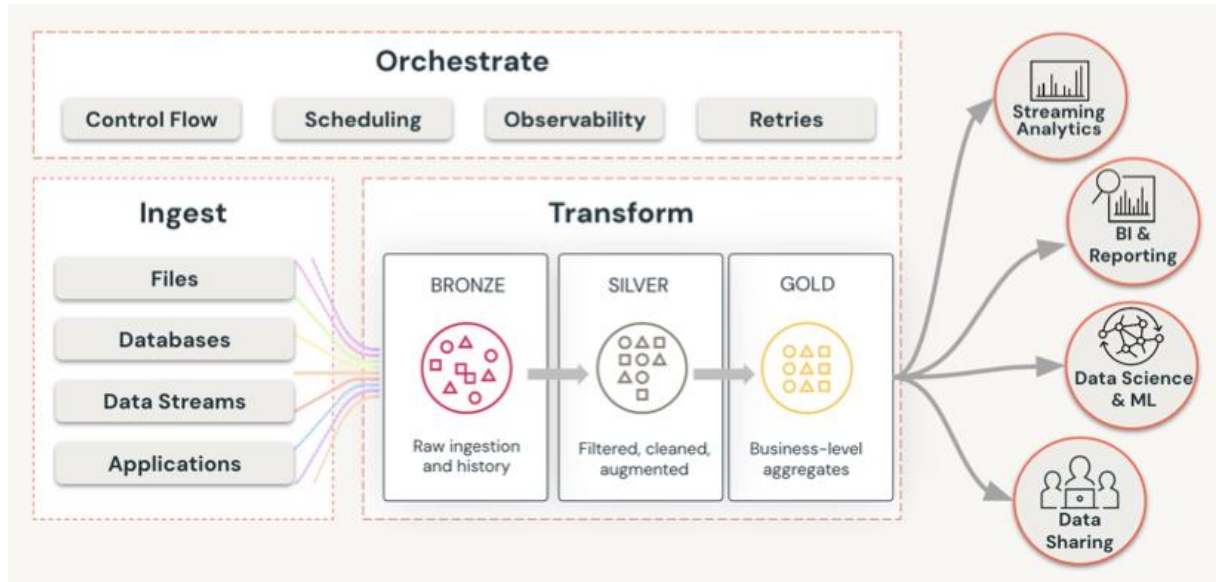 Orchestrate
Control Flow
Scheduling
Observability
Retries
Ingest
Files
Databases
Data Streams
Applications
Transform
BRONZE
Raw ingestion
and history
SILVER
Filtered, cleaned,
augmented
GOLD
Business-level
aggregates
Streaming
Analytics
BI &
Reporting
Data Science
& ML
Data
Sharing